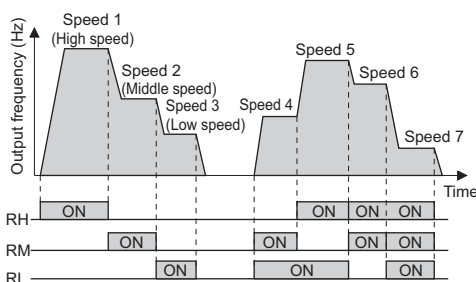 Output frequency (Hz)
Speed 1
(High speed)
Speed 2
(Middle speed)
Speed 3
(Low speed)
Speed 4
Speed 5
Speed 6
Speed 7
Time
RH ON ON ON ON
RM ON ON ON ON
RL ON ON ON